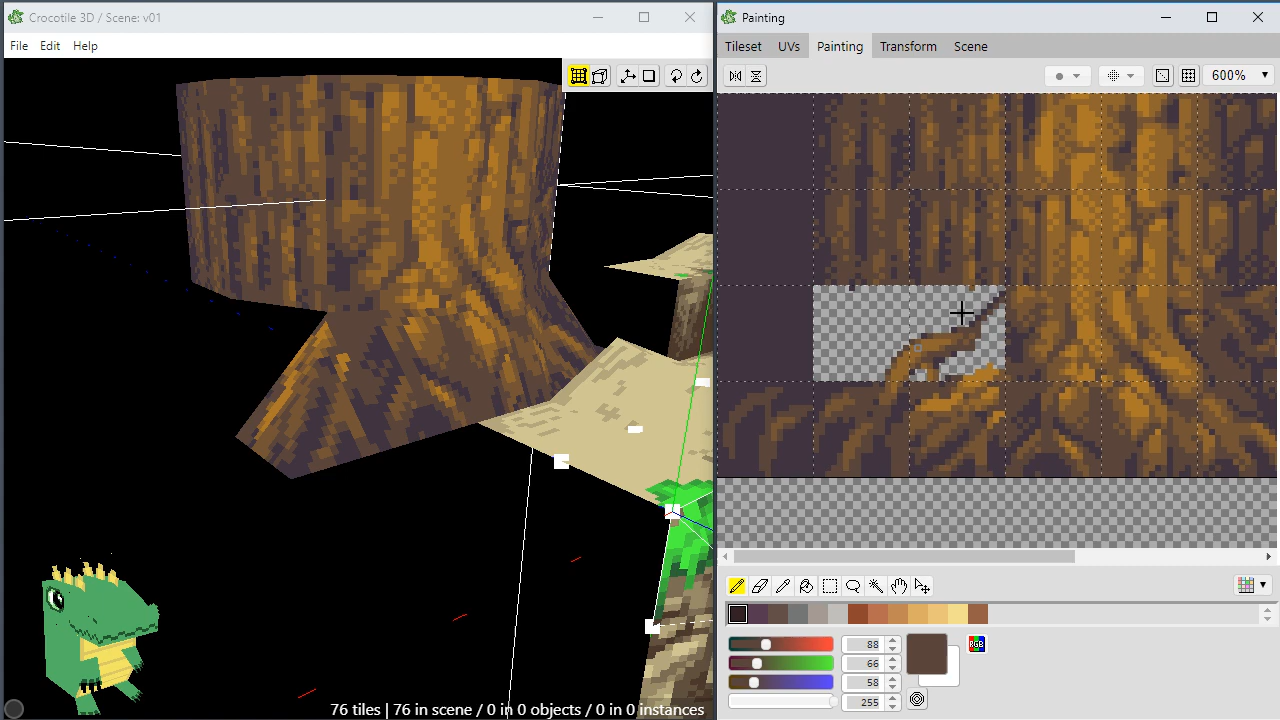 Crocotile 3D / Scene: v01
File Edit Help
76 tiles | 76 in scene / 0 in 0 objects / 0 in 0 instances
Painting
Tileset UVs Painting Transform Scene
600%
88
66
58
255
RGB